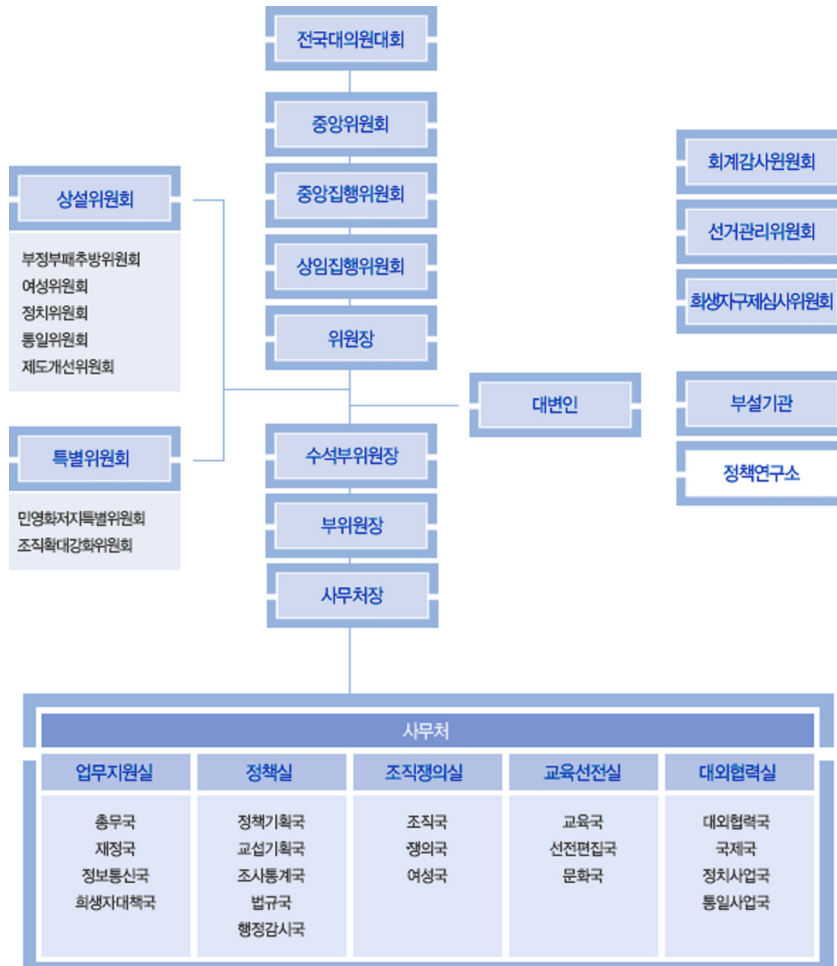 전국대의원대회
중앙위원회
중앙집행위원회
상임집행위원회
위원장
상설위원회
부정부패추방위원회
여성위원회
정치위원회
통일위원회
제도개선위원회
특별위원회
민영화저지특별위원회
조직확대강화위원회
대변인
회계감사윈원회
선거관리위원회
희생자구제심사위원회
부설기관
정책연구소
수석부위원장
부위원장
사무처장
사무처
업무지원실
총무국
재정국
정보통신국
희생자대책국
정책실
정책기획국
교섭기획국
조사통계국
법규국
행정감시국
조직쟁의실
조직국
쟁의국
여성국
교육선전실
교육국
선전편집국
문화국
대외협력실
대외협력국
국제국
정치사업국
통일사업국